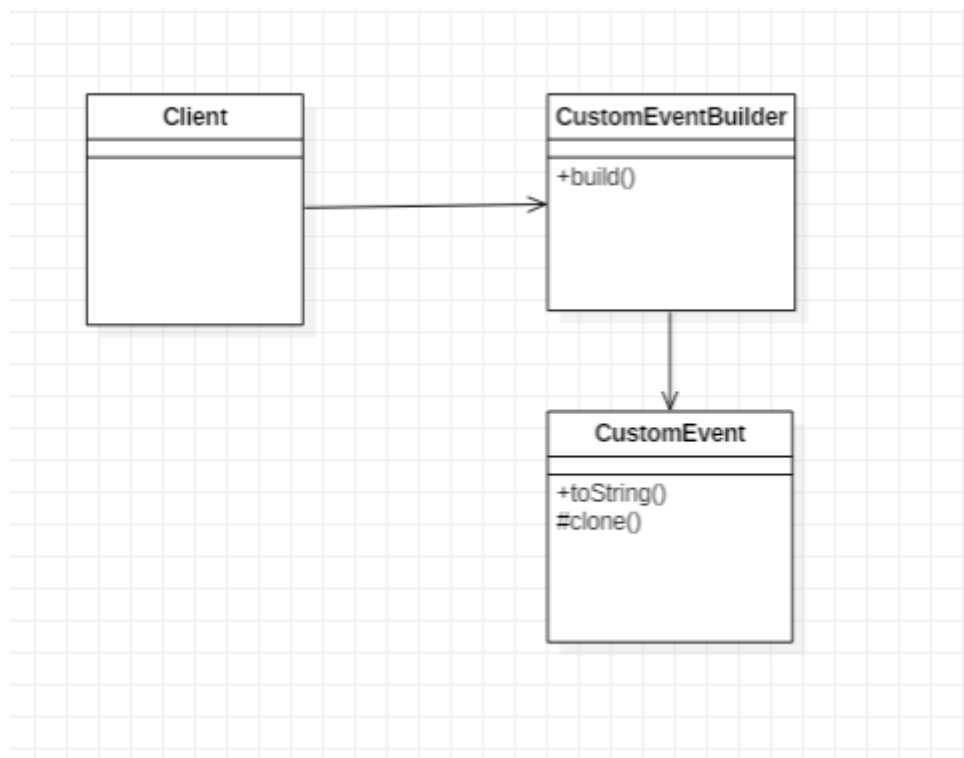 Client
CustomEventBuilder
+build()
CustomEvent
+toString()
#clone()